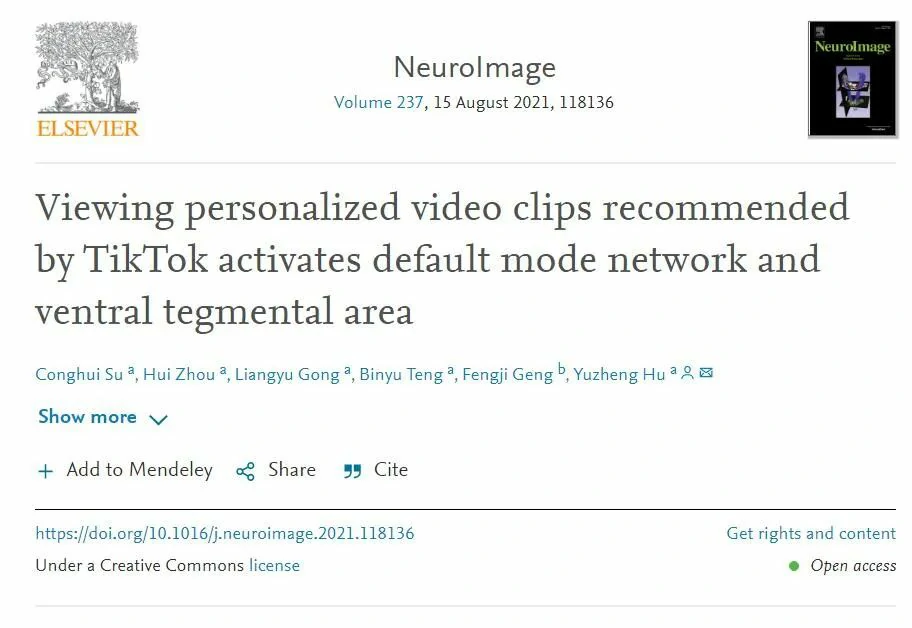 ELSEVIER
NeuroImage
Volume 237, 15 August 2021, 118136
NeuroImage
Viewing personalized video clips recommended
by TikTok activates default mode network and
ventral tegmental area
Conghui Su a, Hui Zhou a, Liangyu Gong a, Binyu Teng a, Fengji Geng b, Yuzheng Hu a
Show more
Add to Mendeley Share Cite
https://doi.org/10.1016/j.neuroimage.2021.118136 Get rights and content
Under a Creative Commons license Open access